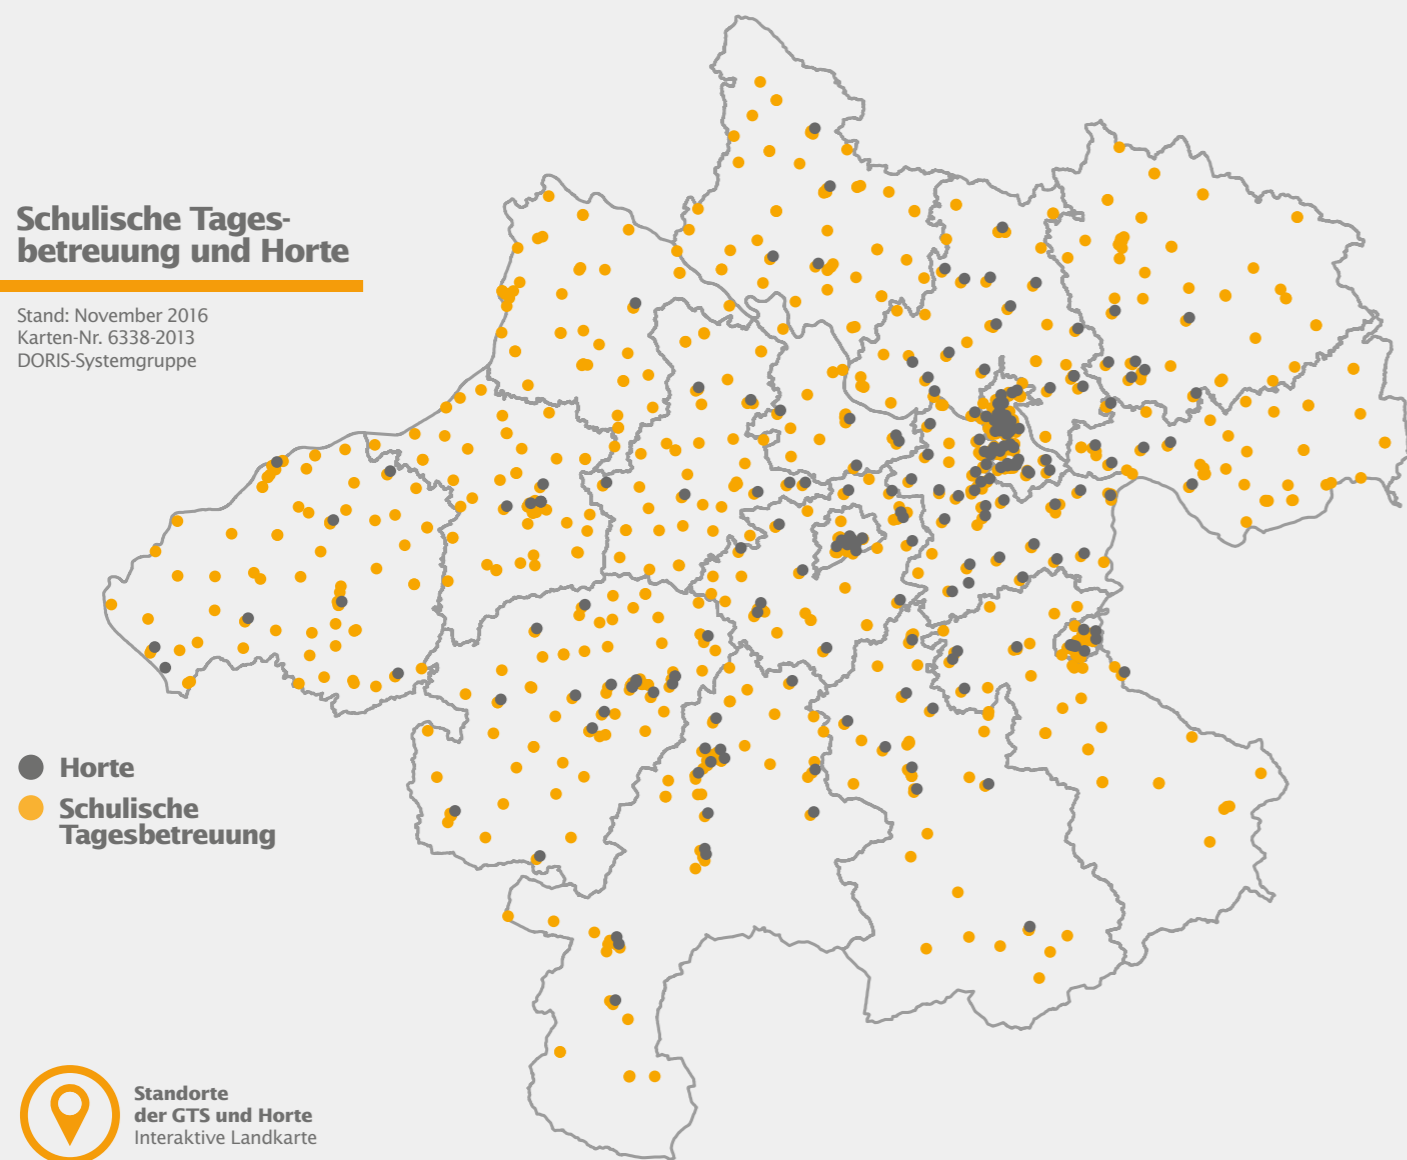 Schulische Tages-
betreuung und Horte
Stand: November 2016
Karten-Nr. 6338-2013
DORIS-Systemgruppe
Horte
Schulische
Tagesbetreuung
Standorte
der GTS und Horte
Interaktive Landkarte